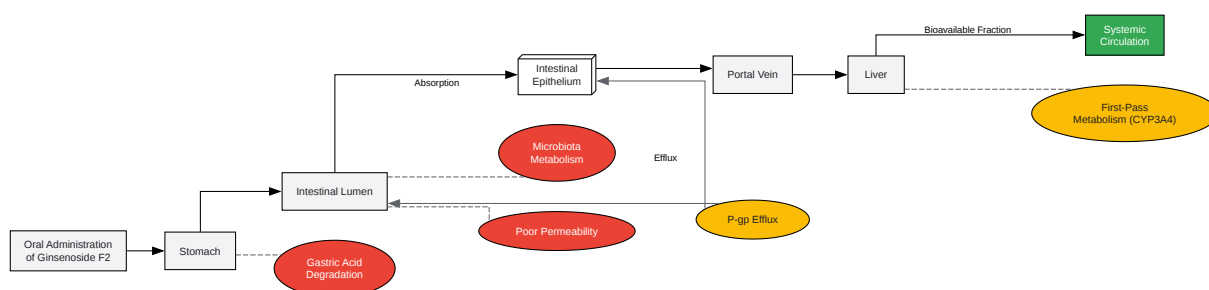 Bioavailable Fraction
Systemic
Circulation
Intestinal
Epithelium
Portal Vein
Liver
Absorption
First-Pass
Metabolism (CYP3A4)
Microbiota
Metabolism
Efflux
Intestinal Lumen
P-gp Efflux
Poor Permeability
Oral Administration
of Ginsenoside F2
Stomach
Gastric Acid
Degradation